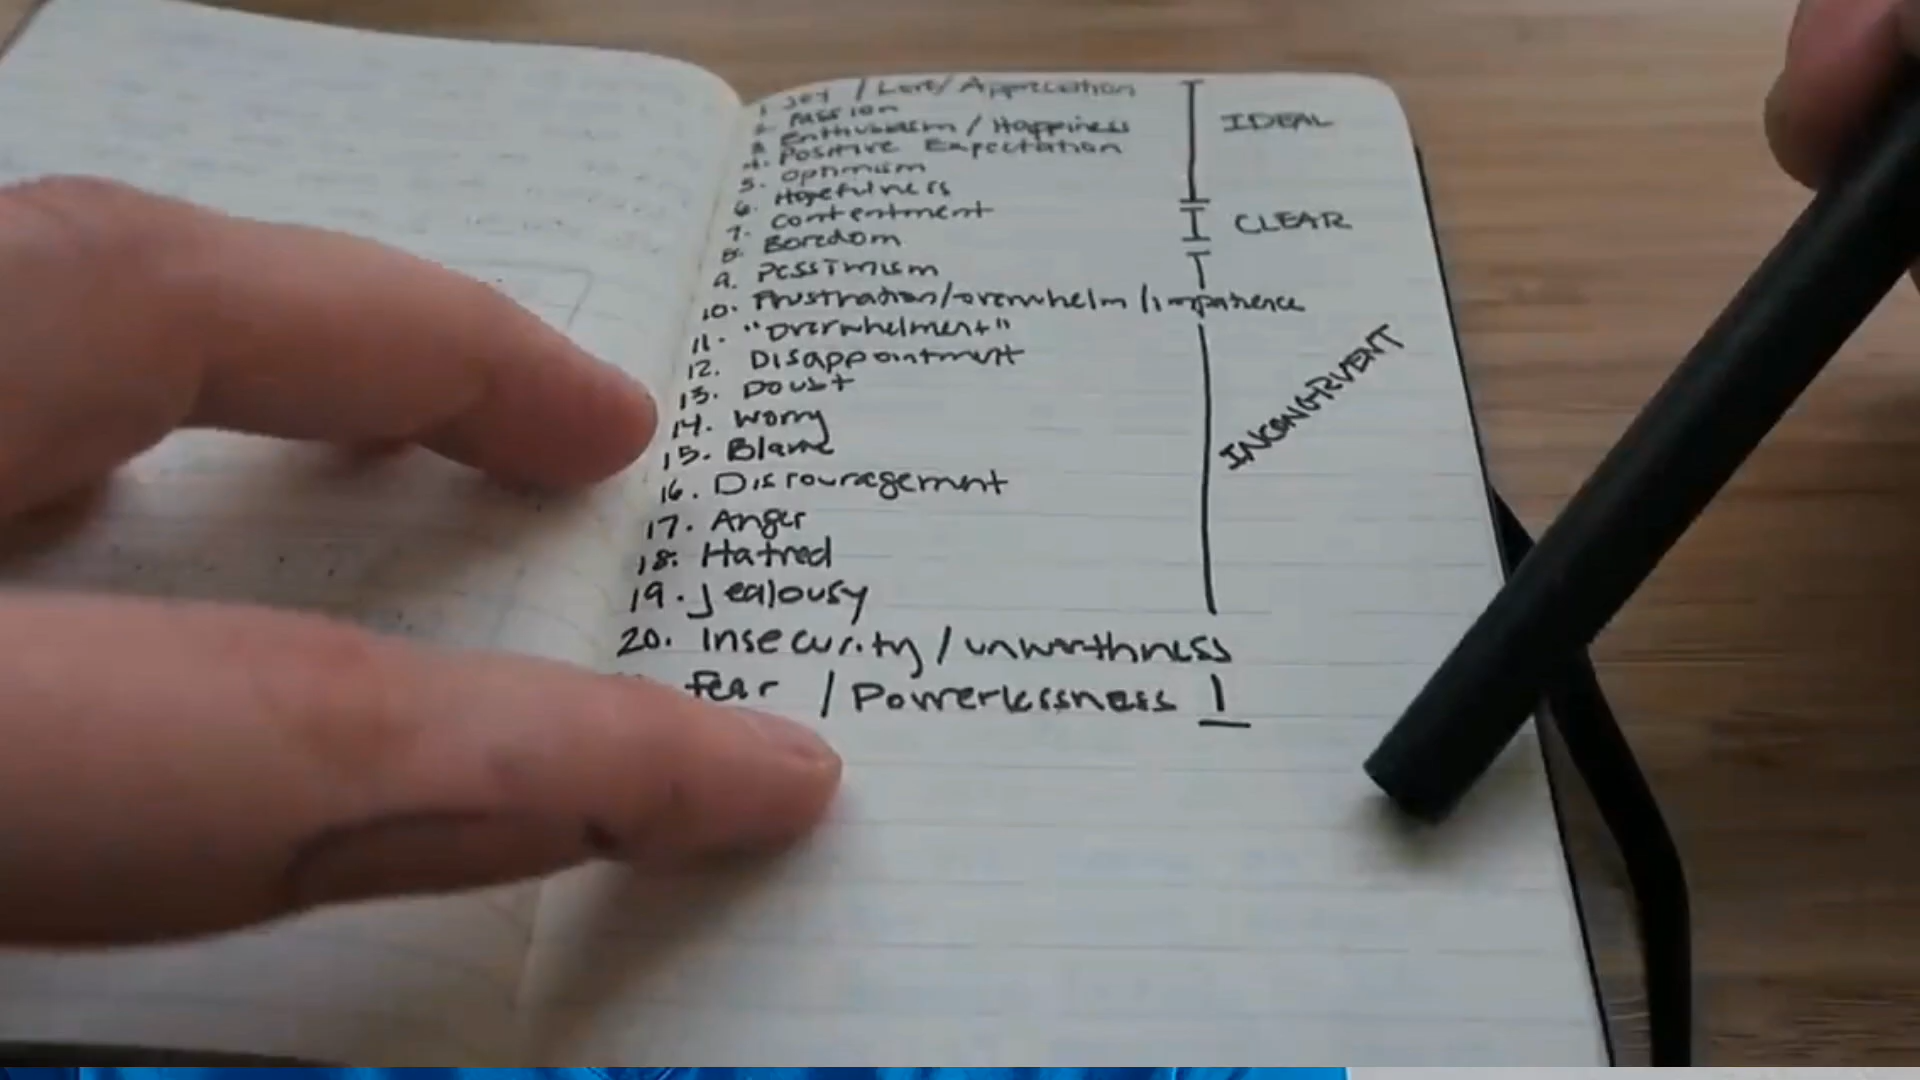 1. Joy / Love / Appreciation
2. Passion
3. Enthusiasm / Happiness
4. Positive Expectation
5. Optimism
6. Hopefulness
7. Contentment
8. Boredom
9. Pessimism
10. Frustration/overwhelm/impatience
11. "Overwhelment"
12. Disappointment
13. Doubt
14. Worry
15. Blame
16. Discouragement
17. Anger
18. Hatred
19. Jealousy
20. Insecurity / unworthness
Fear / Powerlessness
IDEAL
CLEAR
INCONGRUENT